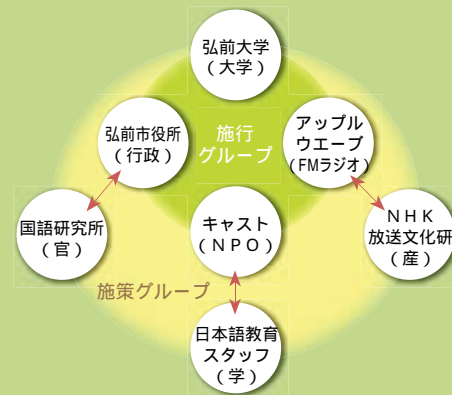 弘前大学
(大学)
弘前市役所
(行政)
施行
グループ
アップル
ウエーブ
(FMラジオ)
国語研究所
(官)
キャスト
(NPO)
NHK
放送文化研
(産)
施策グループ
日本語教育
スタッフ
(学)